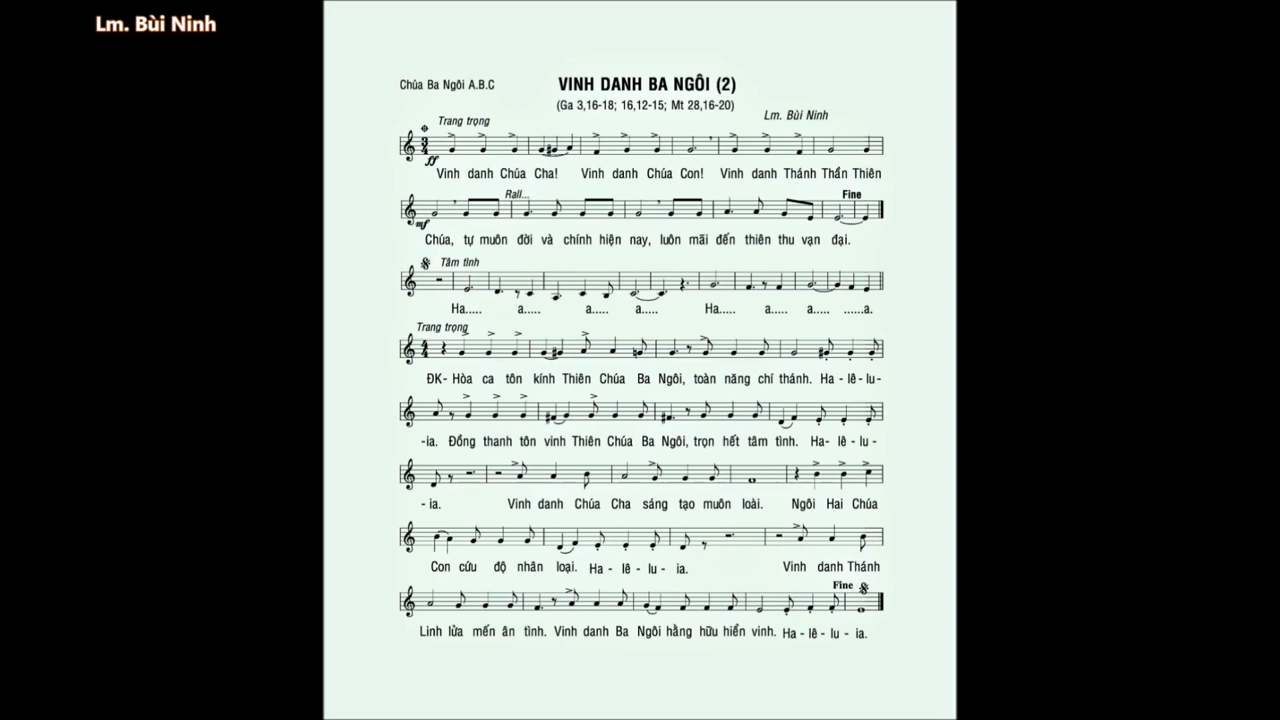 Lm. Bùi Ninh
Chúa Ba Ngôi A.B.C
VINH DANH BA NGÔI (2)
(Ga 3,16-18; 16,12-15; Mt 28,16-20)
Lm. Bùi Ninh
Trang trọng
ff
Vinh danh Chúa Cha! Vinh danh Chúa Con! Vinh danh Thánh Thần Thiên
Rall... Fine
mf
Chúa, tự muôn đời và chính hiện nay, luôn mãi đến thiên thu vạn đại.
Tâm tình
Ha..... a..... a..... a..... Ha..... a..... a..... ......a.
Trang trọng
ĐK- Hòa ca tôn kính Thiên Chúa Ba Ngôi, toàn năng chí thánh. Ha - lê - lu -
-ia. Đồng thanh tôn vinh Thiên Chúa Ba Ngôi, trọn hết tâm tình. Ha- lê - lu -
- ia. Vinh danh Chúa Cha sáng tạo muôn loài. Ngôi Hai Chúa
Con cứu độ nhân loại. Ha - lê - lu - ia. Vinh danh Thánh
Fine
Linh lửa mến ân tình. Vinh danh Ba Ngôi hằng hữu hiển vinh. Ha - lê - lu - ia.